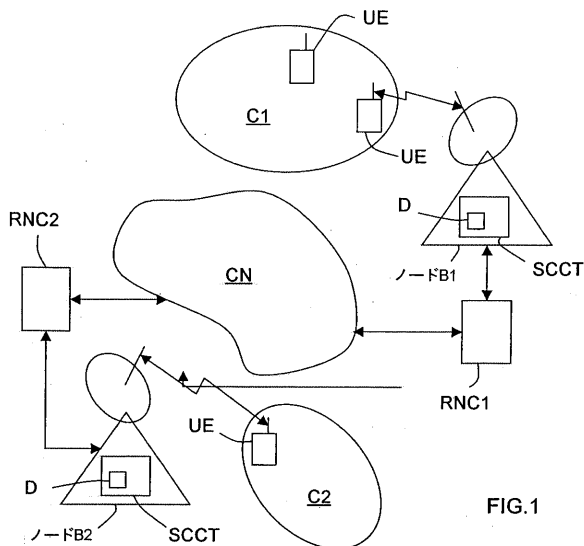 UE
C1
UE
D
SCCT
ノードB1
RNC2
CN
RNC1
UE
C2
D
SCCT
ノードB2
FIG.1